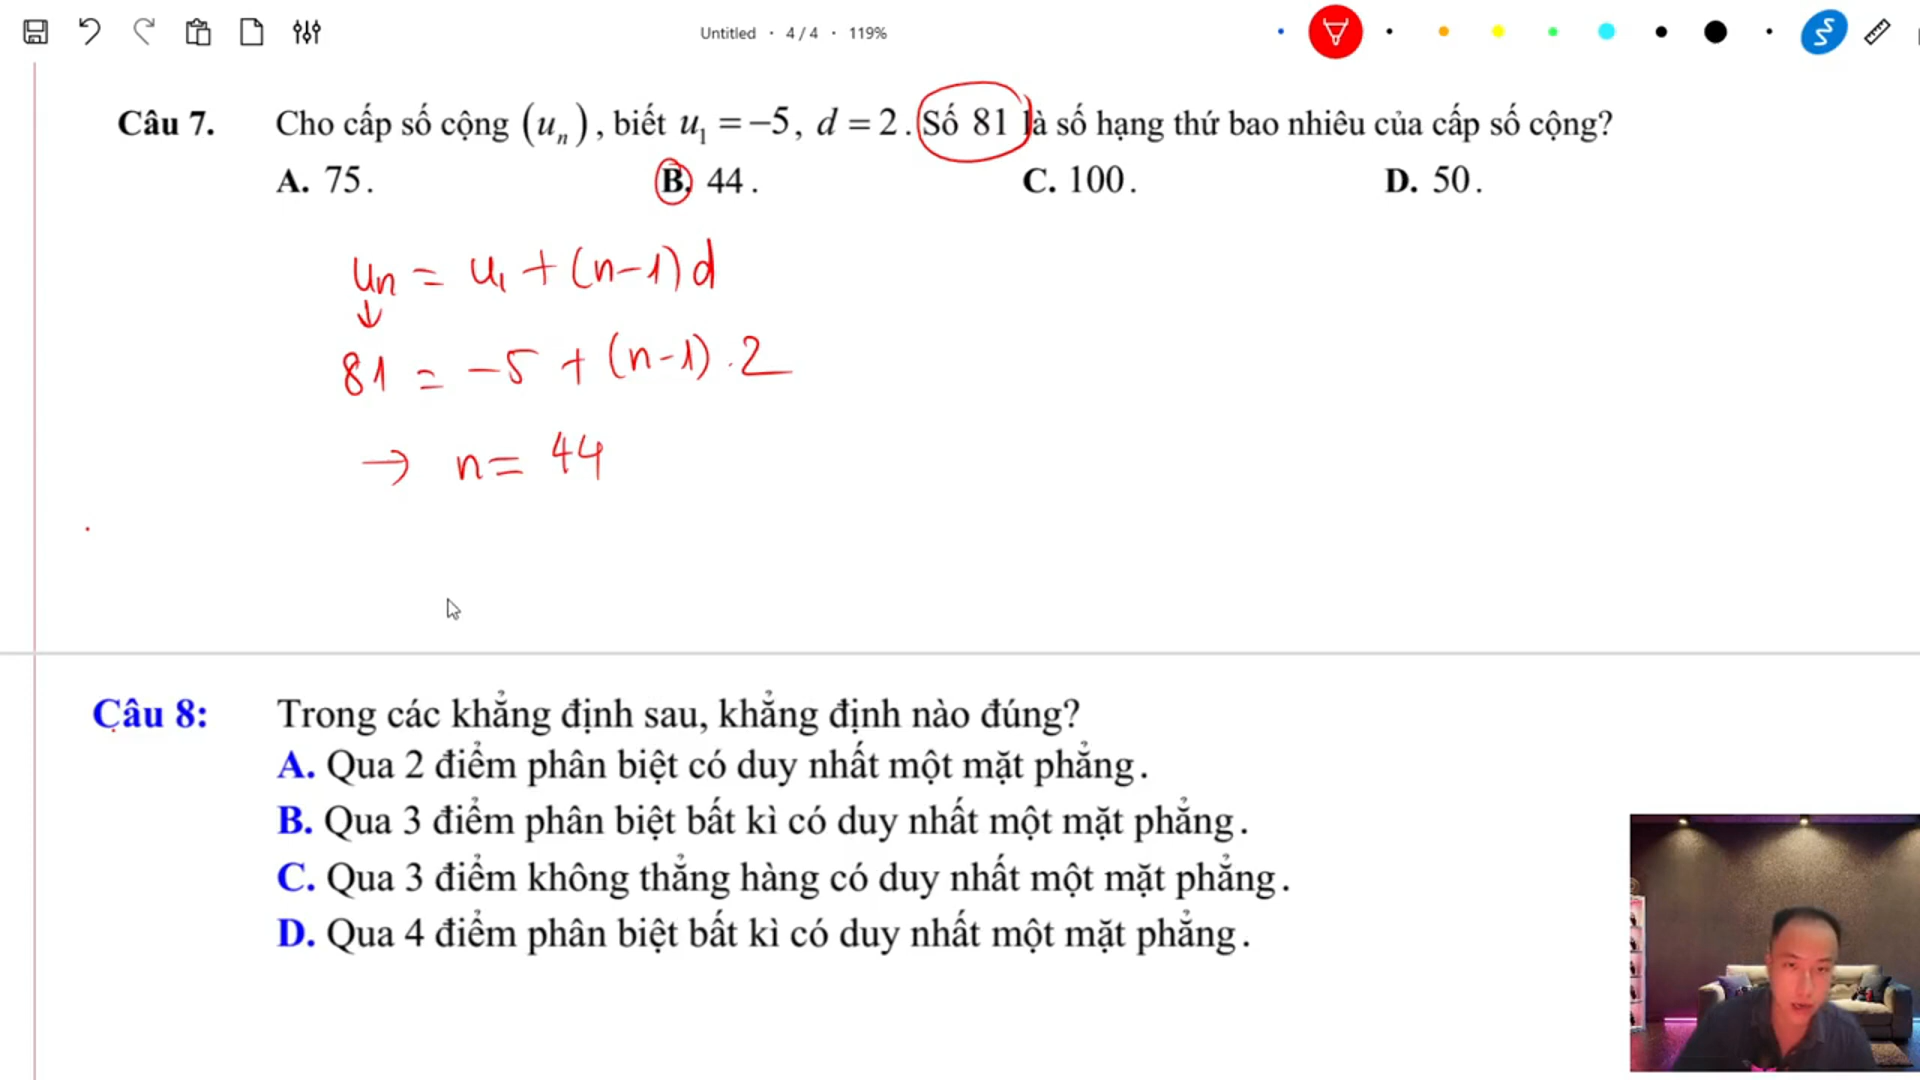 Untitled · 4 / 4 · 119%
Câu 7. Cho cấp số cộng (uₙ), biết u₁ = −5, d = 2. Số 81 là số hạng thứ bao nhiêu của cấp số cộng?
A. 75. B. 44. C. 100. D. 50.
uₙ = u₁ + (n-1)d
↓
81 = -5 + (n-1).2
→ n = 44
Câu 8: Trong các khẳng định sau, khẳng định nào đúng?
A. Qua 2 điểm phân biệt có duy nhất một mặt phẳng.
B. Qua 3 điểm phân biệt bất kì có duy nhất một mặt phẳng.
C. Qua 3 điểm không thẳng hàng có duy nhất một mặt phẳng.
D. Qua 4 điểm phân biệt bất kì có duy nhất một mặt phẳng.